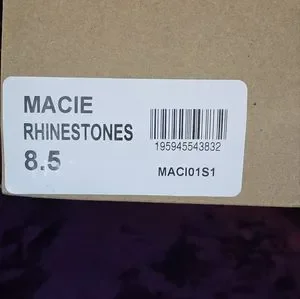 MACIE
RHINESTONES
8.5
195945543832
MACI01S1